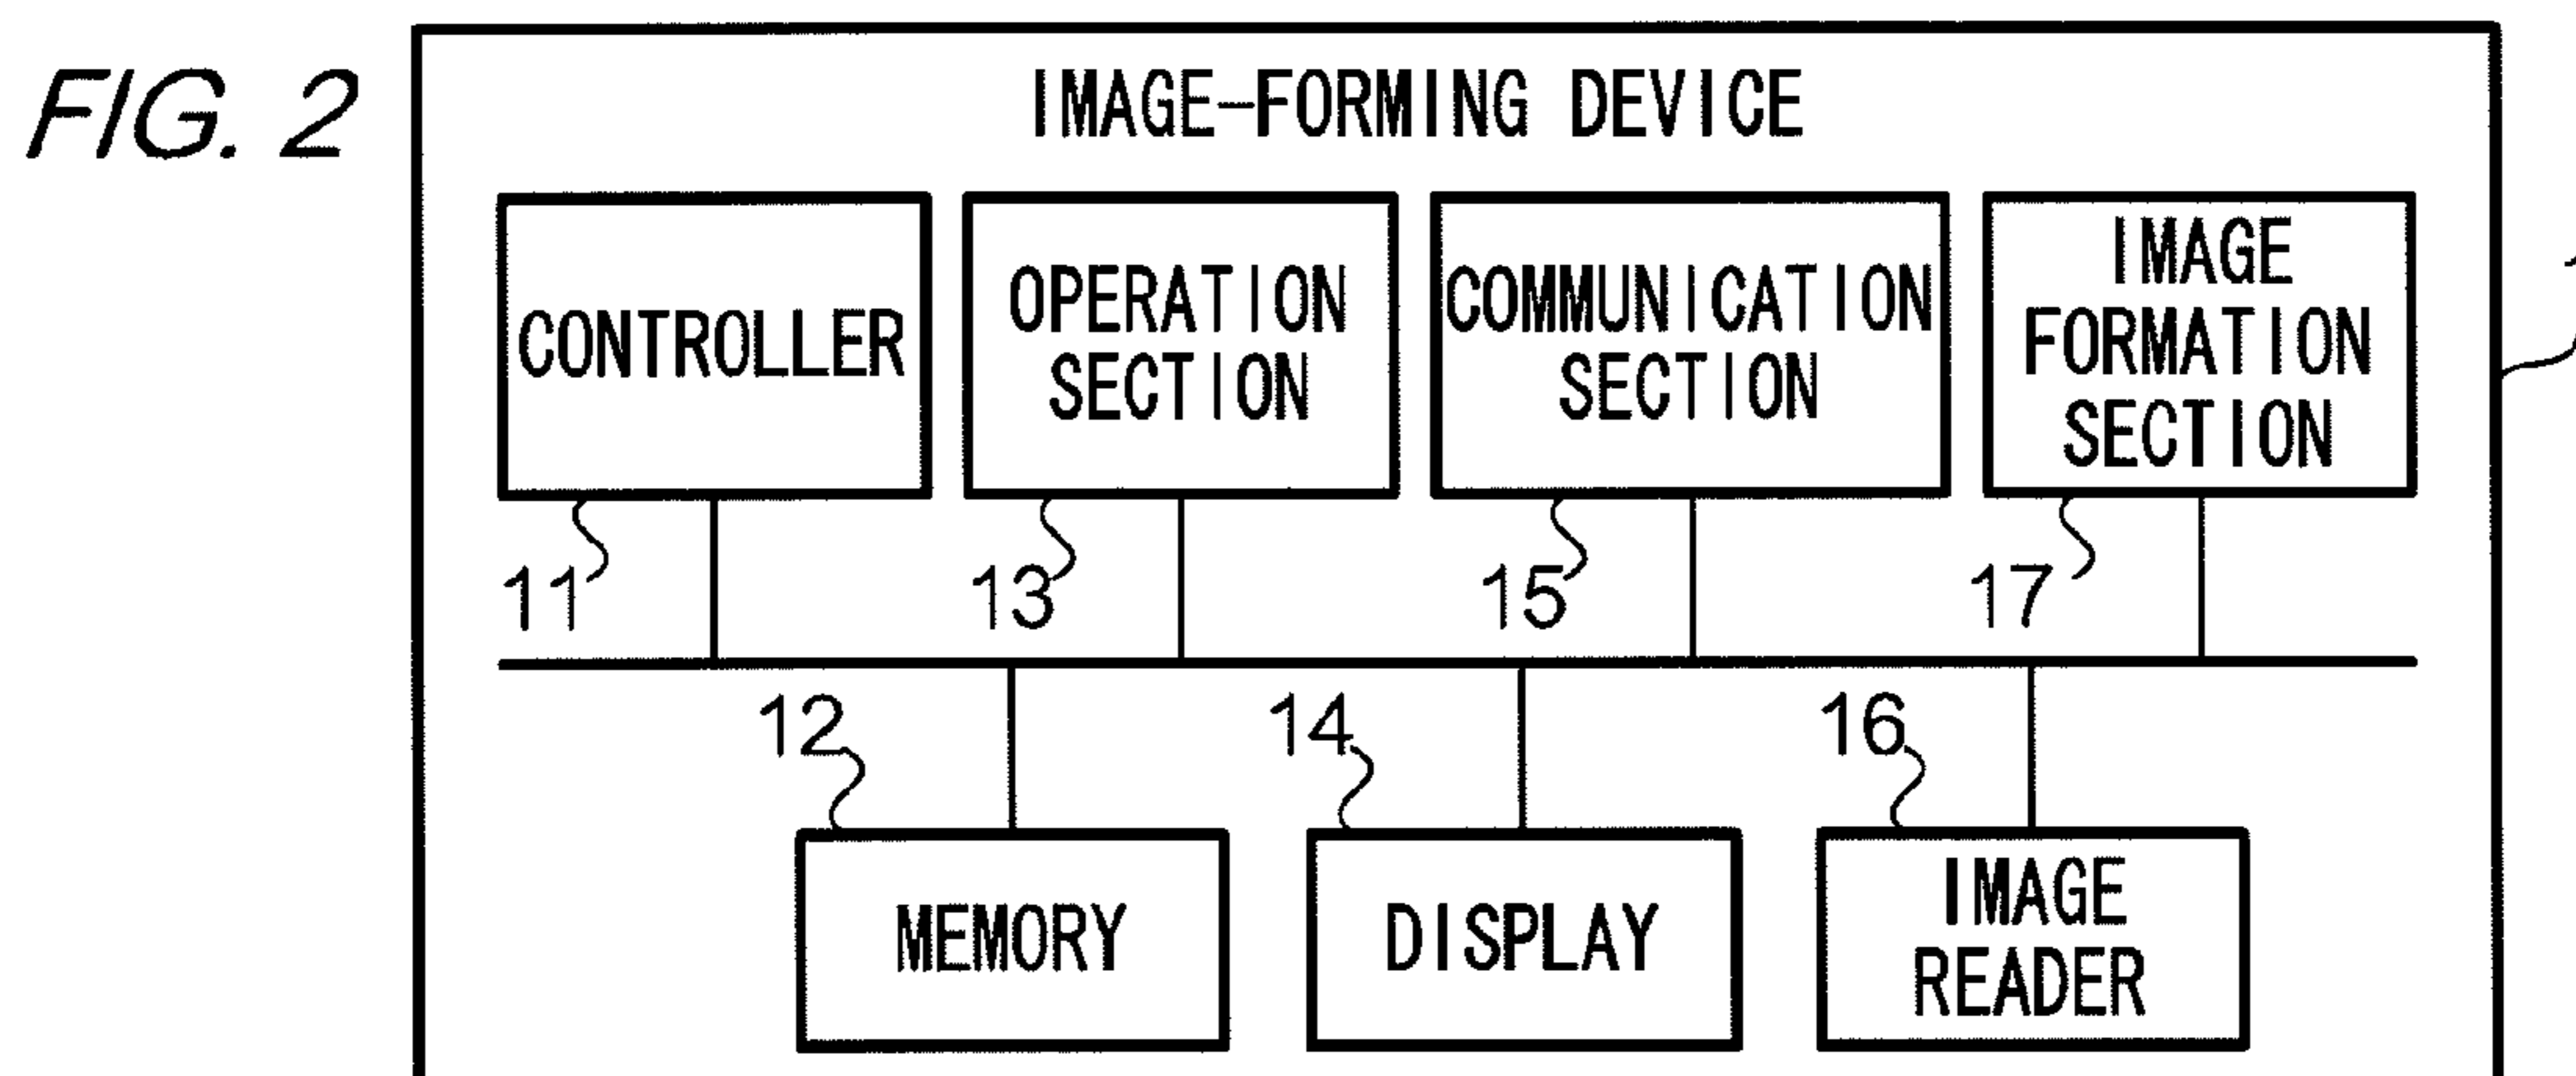 FIG. 2
IMAGE-FORMING DEVICE
CONTROLLER
OPERATION
SECTION
COMMUNICATION
SECTION
IMAGE
FORMATION
SECTION
11
13
15
17
12
14
16
MEMORY
DISPLAY
IMAGE
READER